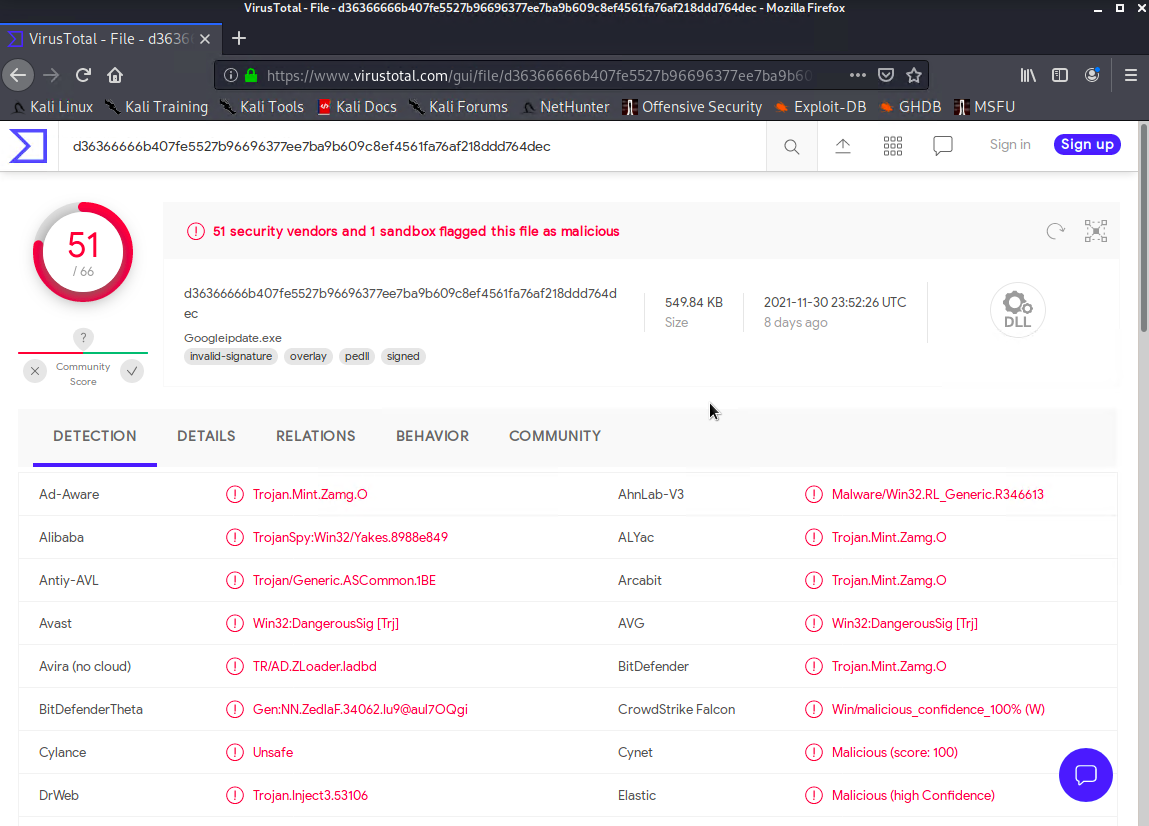 VirusTotal - File - d36366666b407fe5527b96696377ee7ba9b609c8ef4561fa76af218ddd764dec - Mozilla Firefox
VirusTotal - File - d3636
https://www.virustotal.com/gui/file/d36366666b407fe5527b96696377ee7ba9b60
Kali Linux Kali Training Kali Tools Kali Docs Kali Forums NetHunter Offensive Security Exploit-DB GHDB MSFU
d36366666b407fe5527b96696377ee7ba9b609c8ef4561fa76af218ddd764dec
Sign in Sign up
51
/ 66
?
Community
Score
51 security vendors and 1 sandbox flagged this file as malicious
d36366666b407fe5527b96696377ee7ba9b609c8ef4561fa76af218ddd764d
ec
Googleipdate.exe
invalid-signature overlay pedll signed
549.84 KB
Size
2021-11-30 23:52:26 UTC
8 days ago
DLL
DETECTION DETAILS RELATIONS BEHAVIOR COMMUNITY
Ad-Aware Trojan.Mint.Zamg.O AhnLab-V3 Malware/Win32.RL_Generic.R346613
Alibaba TrojanSpy:Win32/Yakes.8988e849 ALYac Trojan.Mint.Zamg.O
Antiy-AVL Trojan/Generic.ASCommon.1BE Arcabit Trojan.Mint.Zamg.O
Avast Win32:DangerousSig [Trj] AVG Win32:DangerousSig [Trj]
Avira (no cloud) TR/AD.ZLoader.ladbd BitDefender Trojan.Mint.Zamg.O
BitDefenderTheta Gen:NN.ZedlaF.34062.Iu9@aul7OQgi CrowdStrike Falcon Win/malicious_confidence_100% (W)
Cylance Unsafe Cynet Malicious (score: 100)
DrWeb Trojan.Inject3.53106 Elastic Malicious (high Confidence)